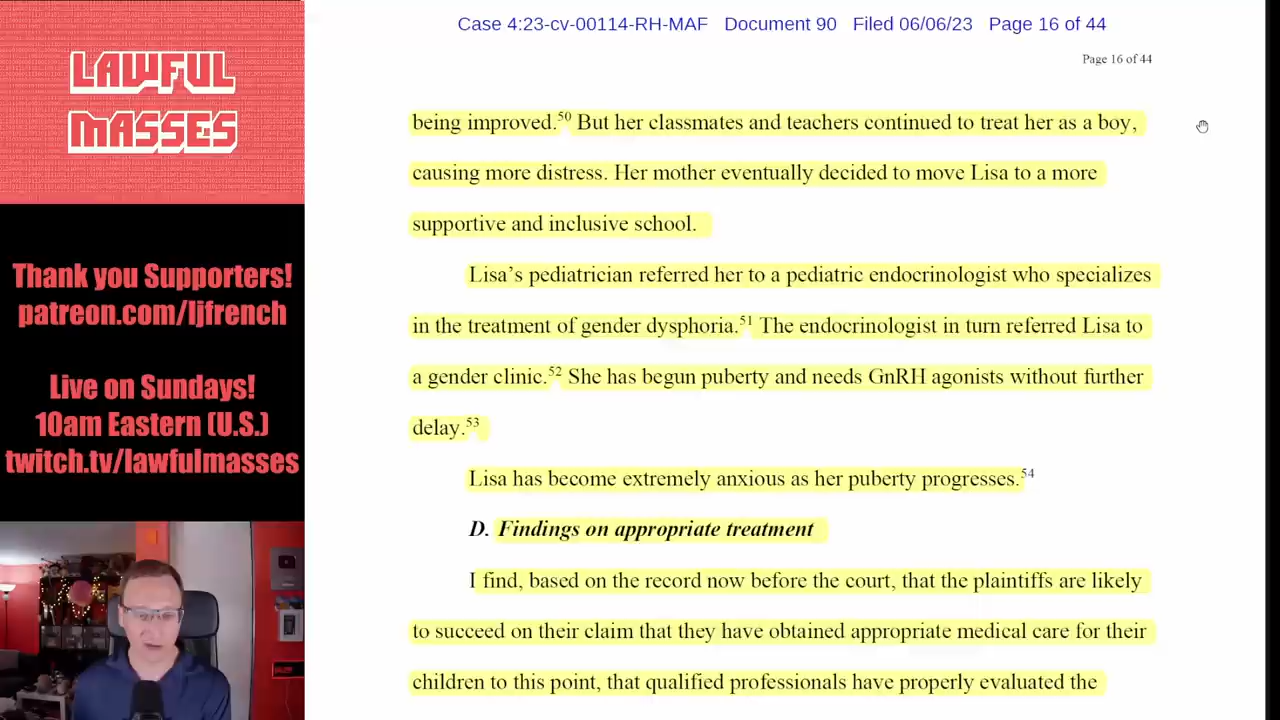 LAWFUL
MASSES
Thank you Supporters!
patreon.com/ljfrench
Live on Sundays!
10am Eastern (U.S.)
twitch.tv/lawfulmasses
Case 4:23-cv-00114-RH-MAF Document 90 Filed 06/06/23 Page 16 of 44
Page 16 of 44
being improved.50 But her classmates and teachers continued to treat her as a boy,
causing more distress. Her mother eventually decided to move Lisa to a more
supportive and inclusive school.
Lisa’s pediatrician referred her to a pediatric endocrinologist who specializes
in the treatment of gender dysphoria.51 The endocrinologist in turn referred Lisa to
a gender clinic.52 She has begun puberty and needs GnRH agonists without further
delay.53
Lisa has become extremely anxious as her puberty progresses.54
D. Findings on appropriate treatment
I find, based on the record now before the court, that the plaintiffs are likely
to succeed on their claim that they have obtained appropriate medical care for their
children to this point, that qualified professionals have properly evaluated the